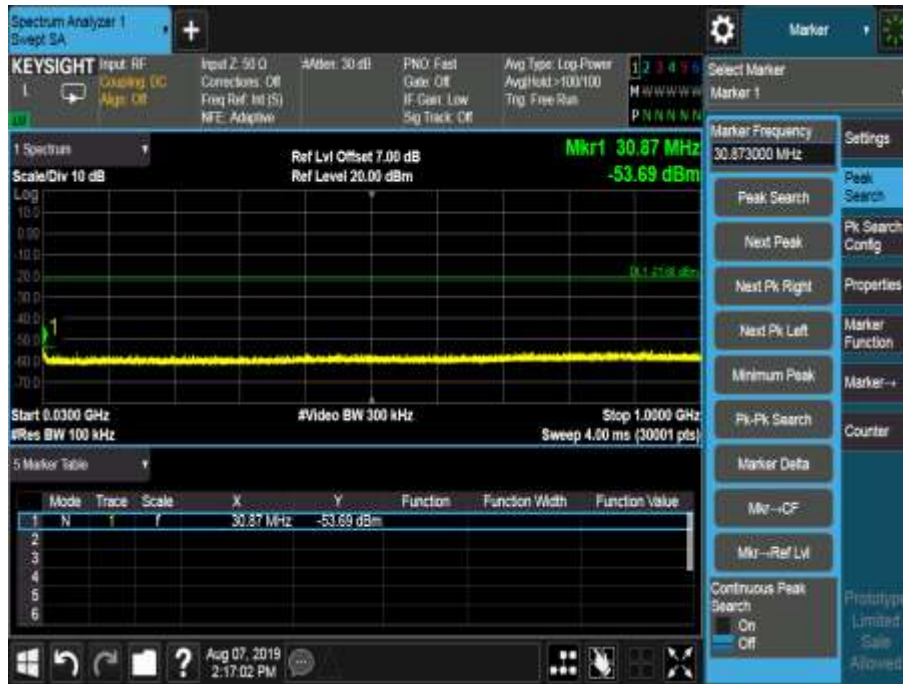 Spectrum Analyzer 1
Swept SA
+
Marker
KEYSIGHT
L
Input: RF
Coupling: DC
Align: Off
Input Z: 50 Ω
Corrections: Off
Freq Ref: Int (S)
NFE: Adaptive
#Atten: 30 dB
PNO: Fast
Gate: Off
IF Gain: Low
Sig Track: Off
Avg Type: Log-Power
Avg|Hold:>100/100
Trig: Free Run
1 2 3 4 5 6
M W W W W W
P N N N N N
Select Marker
Marker 1
1 Spectrum
Scale/Div 10 dB
Ref Lvl Offset 7.00 dB
Ref Level 20.00 dBm
Mkr1 30.87 MHz
-53.69 dBm
Log
10.0
0.00
-10.0
-20.0
-30.0
-40.0
-50.0
-60.0
-70.0
1
Start 0.0300 GHz
#Video BW 300 kHz
Stop 1.0000 GHz
#Res BW 100 kHz
Sweep 4.00 ms (30001 pts)
5 Marker Table
Mode Trace Scale X Y Function Function Width Function Value
1 N 1 f 30.87 MHz -53.69 dBm
2
3
4
5
6
Marker Frequency
30.873000 MHz
Peak Search
Next Peak
Next Pk Right
Next Pk Left
Minimum Peak
Pk-Pk Search
Marker Delta
Mkr→CF
Mkr→Ref Lvl
Continuous Peak
Search
On
Off
Settings
Peak
Search
Pk Search
Config
Properties
Marker
Function
Marker→
Counter
Prototype
Limited
Sale
Allowed
?
Aug 07, 2019
2:17:02 PM